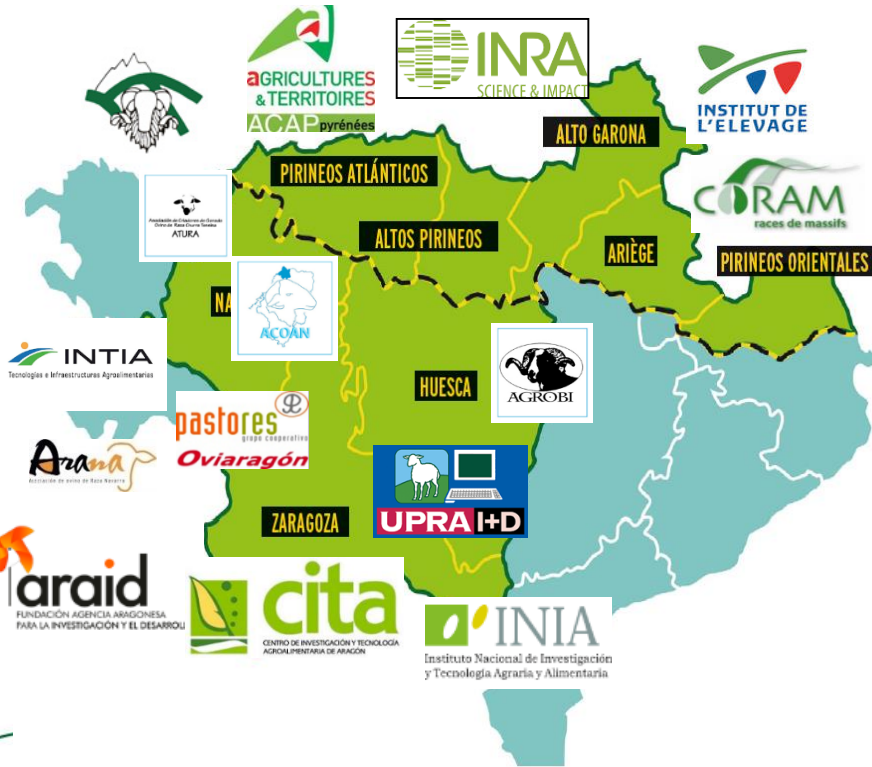 aGRICULTURES
& TERRITOIRES
ACAP pyrénées
INRA
SCIENCE & IMPACT
INSTITUT DE
L'ELEVAGE
ALTO GARONA
PIRINEOS ATLÁNTICOS
CORAM
races de massifs
ATURA
ALTOS PIRINEOS
ARIÈGE
PIRINEOS ORIENTALES
NA
ACOAN
INTIA
Tecnologías e Infraestructuras Agroalimentarias
HUESCA
AGROBI
pastores
grupo cooperativo
Oviaragón
Arana
Asociación de ovino de Raza Navarra
UPRA I+D
ZARAGOZA
araid
FUNDACIÓN AGENCIA ARAGONESA
PARA LA INVESTIGACIÓN Y EL DESARROLL
cita
CENTRO DE INVESTIGACIÓN Y TECNOLOGÍA
AGROALIMENTARIA DE ARAGÓN
INIA
Instituto Nacional de Investigación
y Tecnología Agraria y Alimentaria